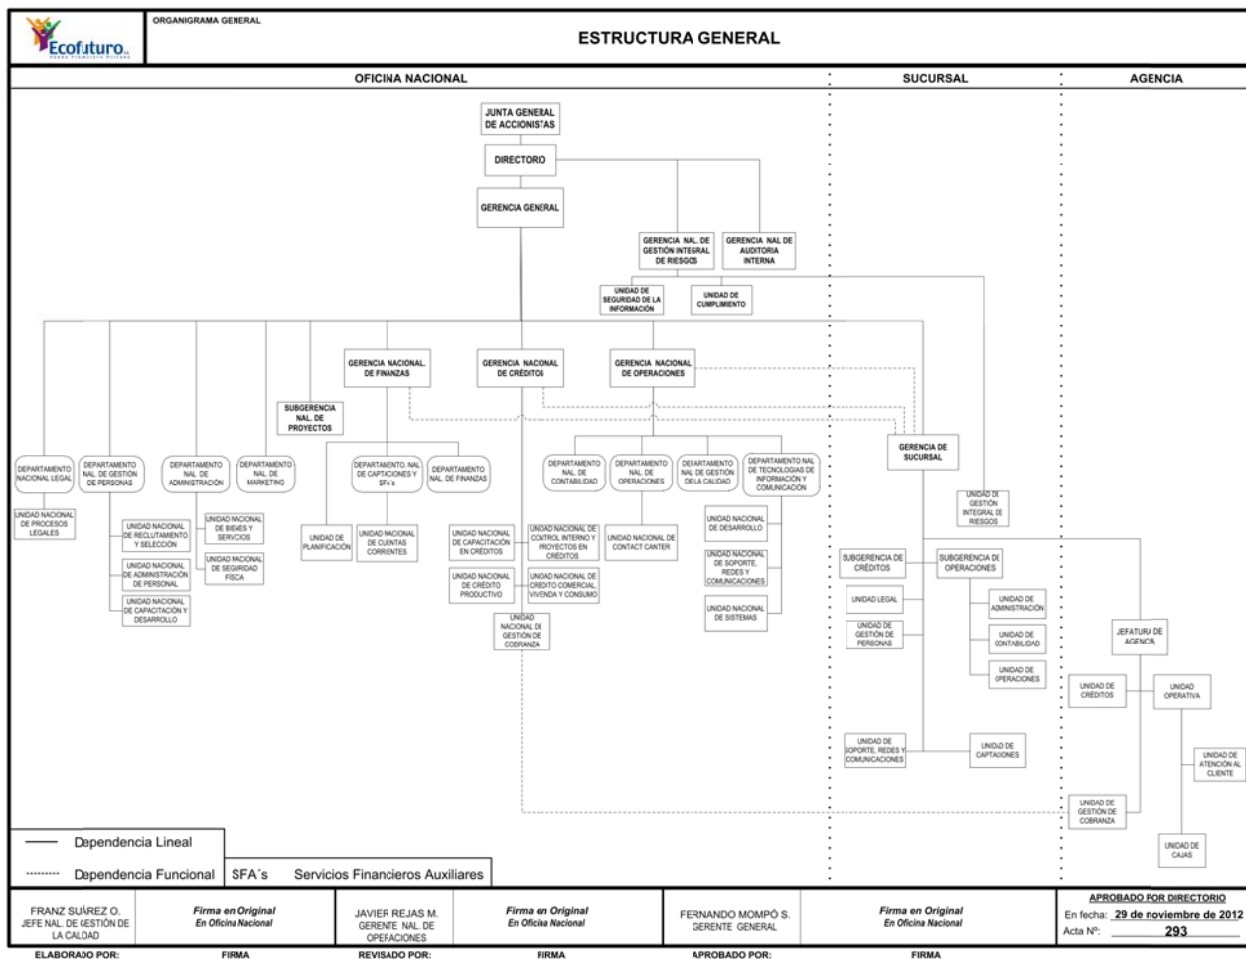 Ecofuturo
Fondo Financiero Privado
ORGANIGRAMA GENERAL
ESTRUCTURA GENERAL
OFICINA NACIONAL
SUCURSAL
AGENCIA
JUNTA GENERAL
DE ACCIONISTAS
DIRECTORIO
GERENCIA GENERAL
GERENCIA NAL. DE
GESTIÓN INTEGRAL
DE RIESGOS
GERENCIA NAL DE
AUDITORIA
INTERNA
UNIDAD DE
SEGURIDAD DE LA
INFORMACIÓN
UNIDAD DE
CUMPLIMIENTO
GERENCIA NACIONAL.
DE FINANZAS
GERENCIA NACIONAL
DE CRÉDITOS
GERENCIA NACIONAL
DE OPERACIONES
SUBGERENCIA
NAL. DE
PROYECTOS
GERENCIA DE
SUCURSAL
DEPARTAMENTO
NACIONAL LEGAL
DEPARTAMENTO
NAL. DE GESTIÓN
DE PERSONAS
DEPARTAMENTO
NAL. DE
ADMINISTRACIÓN
DEPARTAMENTO
NAL. DE
MARKETING
DEPARTAMENTO. NAL
DE CAPTICIONES Y
SFA's
DEPARTAMENTO
NAL. DE FINANZAS
DEPARTAMENTO
NAL. DE
CONTABILIDAD
DEPARTAMENTO
NAL. DE
OPERACIONES
DEPARTAMENTO
NAL. DE GESTIÓN
DE LA CALIDAD
DEPARTAMENTO NAL
DE TECNOLOGIAS DE
INFORMACIÓN Y
COMUNICACIÓN
UNIDAD DE
GESTIÓN
INTEGRAL DE
RIESGOS
UNIDAD NACIONAL
DE PROCESOS
LEGALES
UNIDAD NACIONAL
DE RECLUTAMIENTO
Y SELECCIÓN
UNIDAD NACIONAL
DE ADMINISTRACIÓN
DE PERSONAL
UNIDAD NACIONAL
DE CAPACITACIÓN Y
DESARROLLO
UNIDAD NACIONAL
DE BIENES Y
SERVICIOS
UNIDAD NACIONAL
DE SEGURIDAD
FÍSCA
UNIDAD DE
PLANIFICACIÓN
UNIDAD NACIONAL
DE CUENTAS
CORRENTES
UNIDAD NACIONAL
DE CAPACITACIÓN
EN CRÉDITOS
UNIDAD NACIONAL DE
CONTROL INTERNO Y
PROYECTOS EN
CRÉDITOS
UNIDAD NACIONAL
DE CRÉDITO
PRODUCTIVO
UNIDAD NACIONAL DE
CRÉDITO COMERCIAL,
VIVENDA Y CONSUMO
UNIDAD
NACIONAL DE
GESTIÓN DE
COBRANZA
UNIDAD NACIONAL DE
CONTACT CANTER
UNIDAD NACIONAL
DE DESARROLLO
UNIDAD NACIONAL
DE SOPORTE,
REDES Y
COMUNICACIONES
UNIDAD NACIONAL
DE SISTEMAS
SUBGERENCIA DE
CRÉDITOS
SUBGERENCIA DE
OPERACIONES
UNIDAD LEGAL
UNIDAD DE
GESTIÓN DE
PERSONAS
UNIDAD DE
ADMINISTRACIÓN
UNIDAD DE
CONTABILIDAD
UNIDAD DE
OPERACIONES
UNIDAD DE
SOPORTE, REDES Y
COMUNICACIONES
UNIDAD DE
CAPTACIONES
JEFATURA DE
AGENCIA
UNIDAD DE
CRÉDITOS
UNIDAD
OPERATIVA
UNIDAD DE
ATENCIÓN AL
CLIENTE
UNIDAD DE
GESTIÓN DE
COBRANZA
UNIDAD DE
CAJAS
Dependencia Lineal
Dependencia Funcional
SFA´s Servicios Financieros Auxiliares
FRANZ SUÁREZ O.
JEFE NAL. DE GESTIÓN DE
LA CALIDAD
Firma en Original
En Oficina Nacional
JAVIER REJAS M.
GERENTE NAL. DE
OPERACIONES
Firma en Original
En Oficina Nacional
FERNANDO MOMPÓ S.
GERENTE GENERAL
Firma en Original
En Oficina Nacional
APROBADO POR DIRECTORIO
En fecha: 29 de noviembre de 2012
Acta Nº: 293
ELABORADO POR:
FIRMA
REVISADO POR:
FIRMA
APROBADO POR:
FIRMA